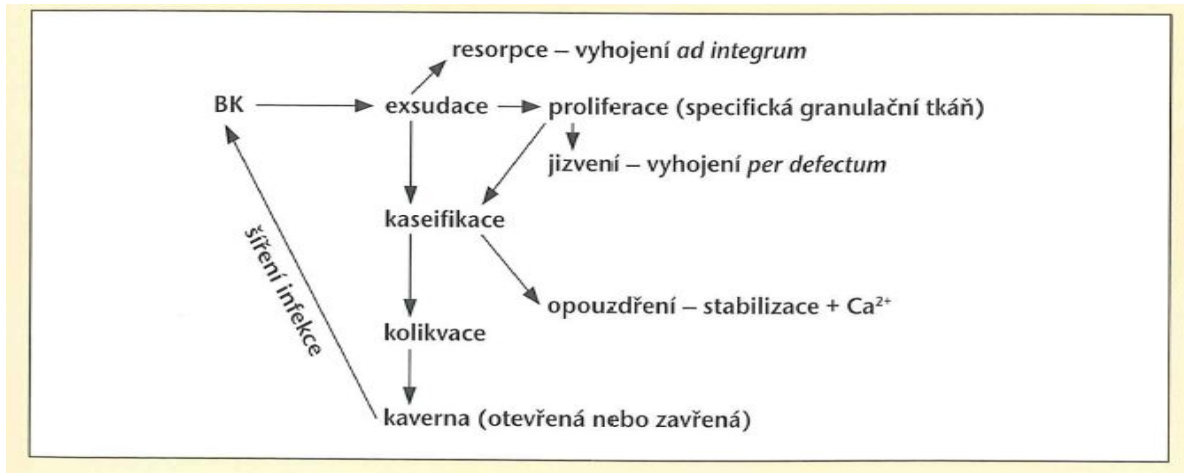 resorpce – vyhojení ad integrum
BK
exsudace
proliferace (specifická granulační tkáň)
jizvení – vyhojení per defectum
kaseifikace
šíření infekce
opouzdření – stabilizace + Ca²⁺
kolikvace
kaverna (otevřená nebo zavřená)